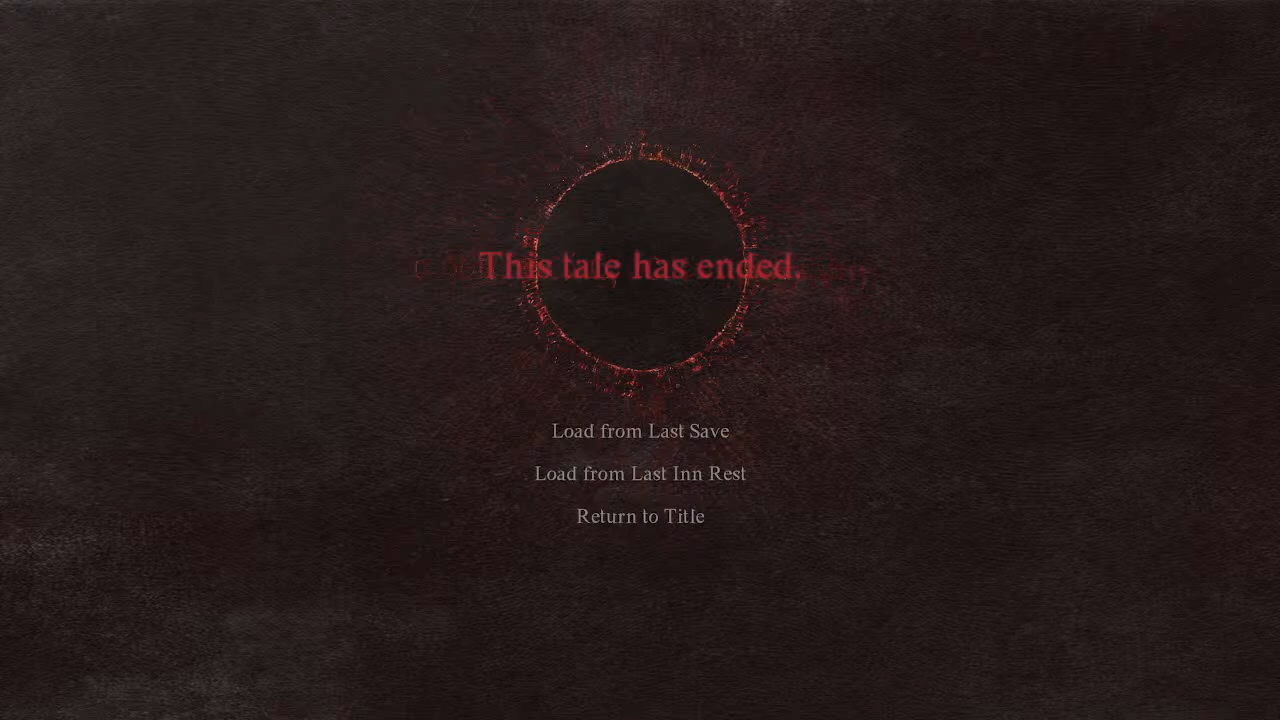 This tale has ended.
Load from Last Save
Load from Last Inn Rest
Return to Title